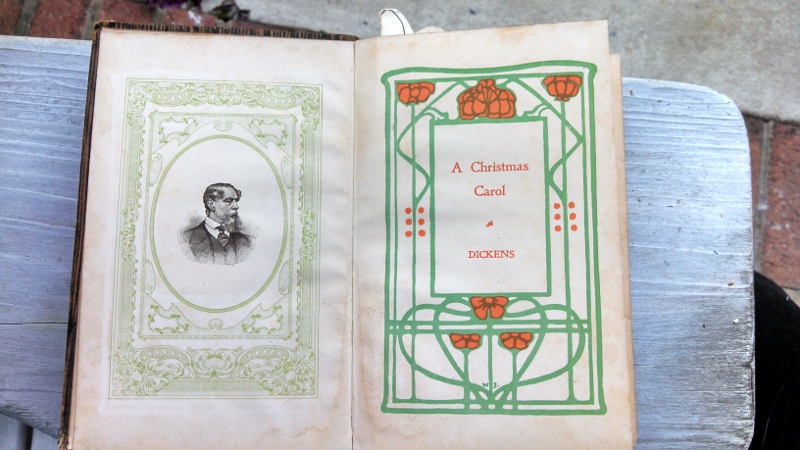 A Christmas
Carol
DICKENS
W.J.